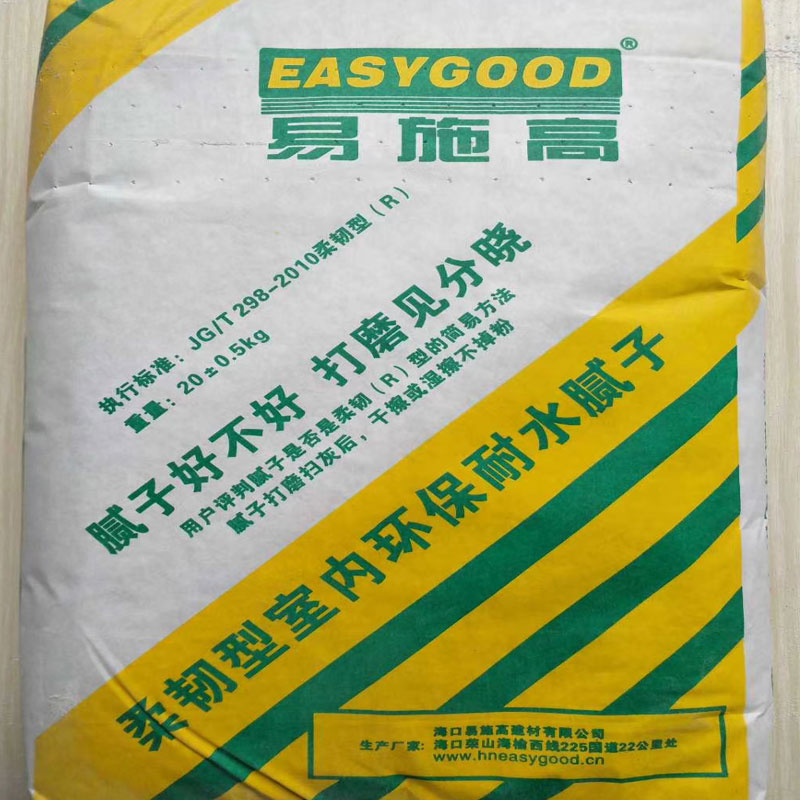 EASYGOOD®
易施高
执行标准：JG/T 298-2010柔韧型（R）
重量：20±0.5kg
腻子好不好 打磨见分晓
用户评判腻子是否是柔韧（R）型的简易方法
腻子打磨扫灰后，干擦或湿擦不掉粉
柔韧型室内环保耐水腻子
海口易施高建材有限公司
生产厂家：海口荣山海榆西线225国道22公里处
www.hneasygood.cn